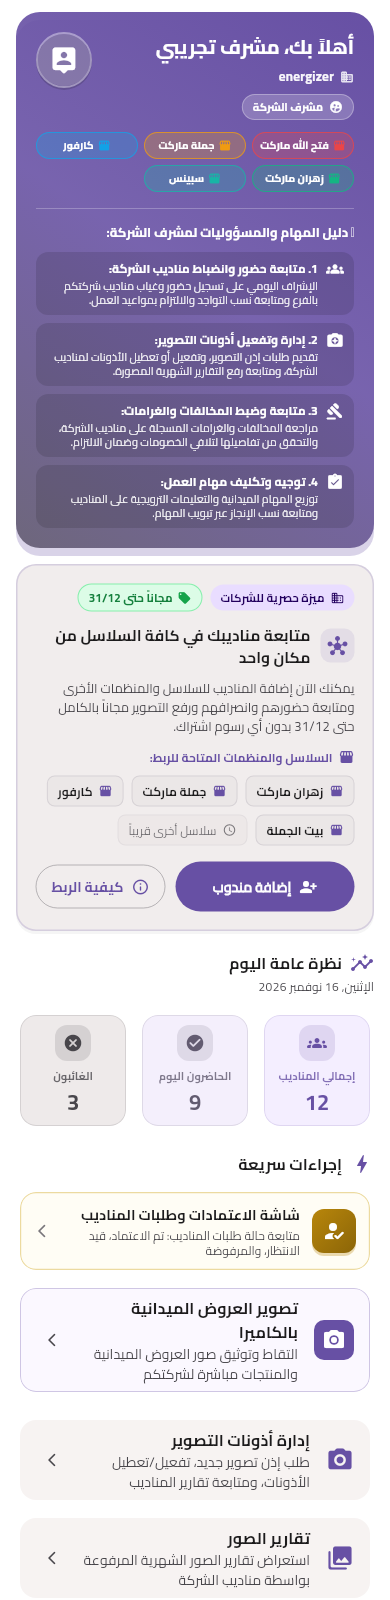 أهلاً بك، مشرف تجريبي
energizer
مشرف الشركة
فتح الله ماركت
جملة ماركت
كارفور
زهران ماركت
سبينس
دليل المهام والمسؤوليات لمشرف الشركة:
1. متابعة حضور وانضباط مناديب الشركة:
الإشراف اليومي على تسجيل حضور وغياب مناديب شركتكم
بالفرع ومتابعة نسب التواجد والالتزام بمواعيد العمل.
2. إدارة وتفعيل أذونات التصوير:
تقديم طلبات إذن التصوير، وتفعيل أو تعطيل الأذونات لمناديب
الشركة، ومتابعة رفع التقارير الشهرية المصورة.
3. متابعة وضبط المخالفات والغرامات:
مراجعة المخالفات والغرامات المسجلة على مناديب الشركة،
والتحقق من تفاصيلها لتلافي الخصومات وضمان الالتزام.
4. توجيه وتكليف مهام العمل:
توزيع المهام الميدانية والتعليمات الترويجية على المناديب
ومتابعة نسب الإنجاز عبر تبويب المهام.
ميزة حصرية للشركات
مجاناً حتى 31/12
متابعة مناديبك في كافة السلاسل من
مكان واحد
يمكنك الآن إضافة المناديب للسلاسل والمنظمات الأخرى
ومتابعة حضورهم وانصرافهم ورفع التصوير مجاناً بالكامل
حتى 31/12 بدون أي رسوم اشتراك.
السلاسل والمنظمات المتاحة للربط:
زهران ماركت
جملة ماركت
كارفور
بيت الجملة
سلاسل أخرى قريباً
إضافة مندوب
كيفية الربط
نظرة عامة اليوم
الإثنين، 16 نوفمبر 2026
إجمالي المناديب
12
الحاضرون اليوم
9
الغائبون
3
إجراءات سريعة
شاشة الاعتمادات وطلبات المناديب
متابعة حالة طلبات المناديب: تم الاعتماد، قيد
الانتظار، والمرفوضة
تصوير العروض الميدانية
بالكاميرا
التقاط وتوثيق صور العروض الميدانية
والمنتجات مباشرة لشركتكم
إدارة أذونات التصوير
طلب إذن تصوير جديد، تفعيل/تعطيل
الأذونات، ومتابعة تقارير المناديب
تقارير الصور
استعراض تقارير الصور الشهرية المرفوعة
بواسطة مناديب الشركة